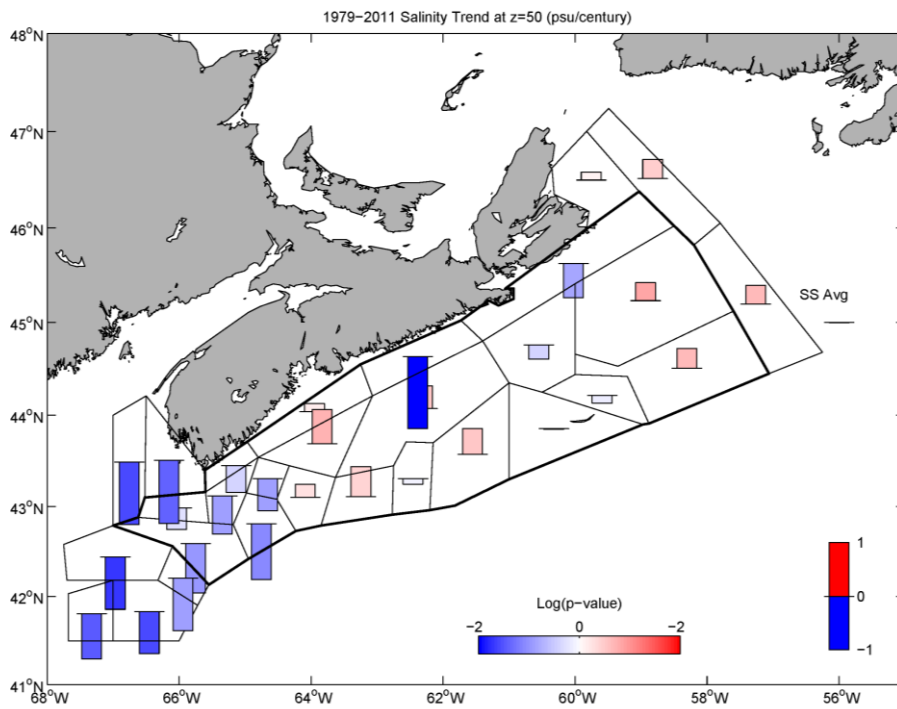 1979−2011 Salinity Trend at z=50 (psu/century)
48°N
47°N
46°N
45°N
44°N
43°N
42°N
41°N
SS Avg
Log(p-value)
−2
0
−2
1
0
−1
68°W
66°W
64°W
62°W
60°W
58°W
56°W